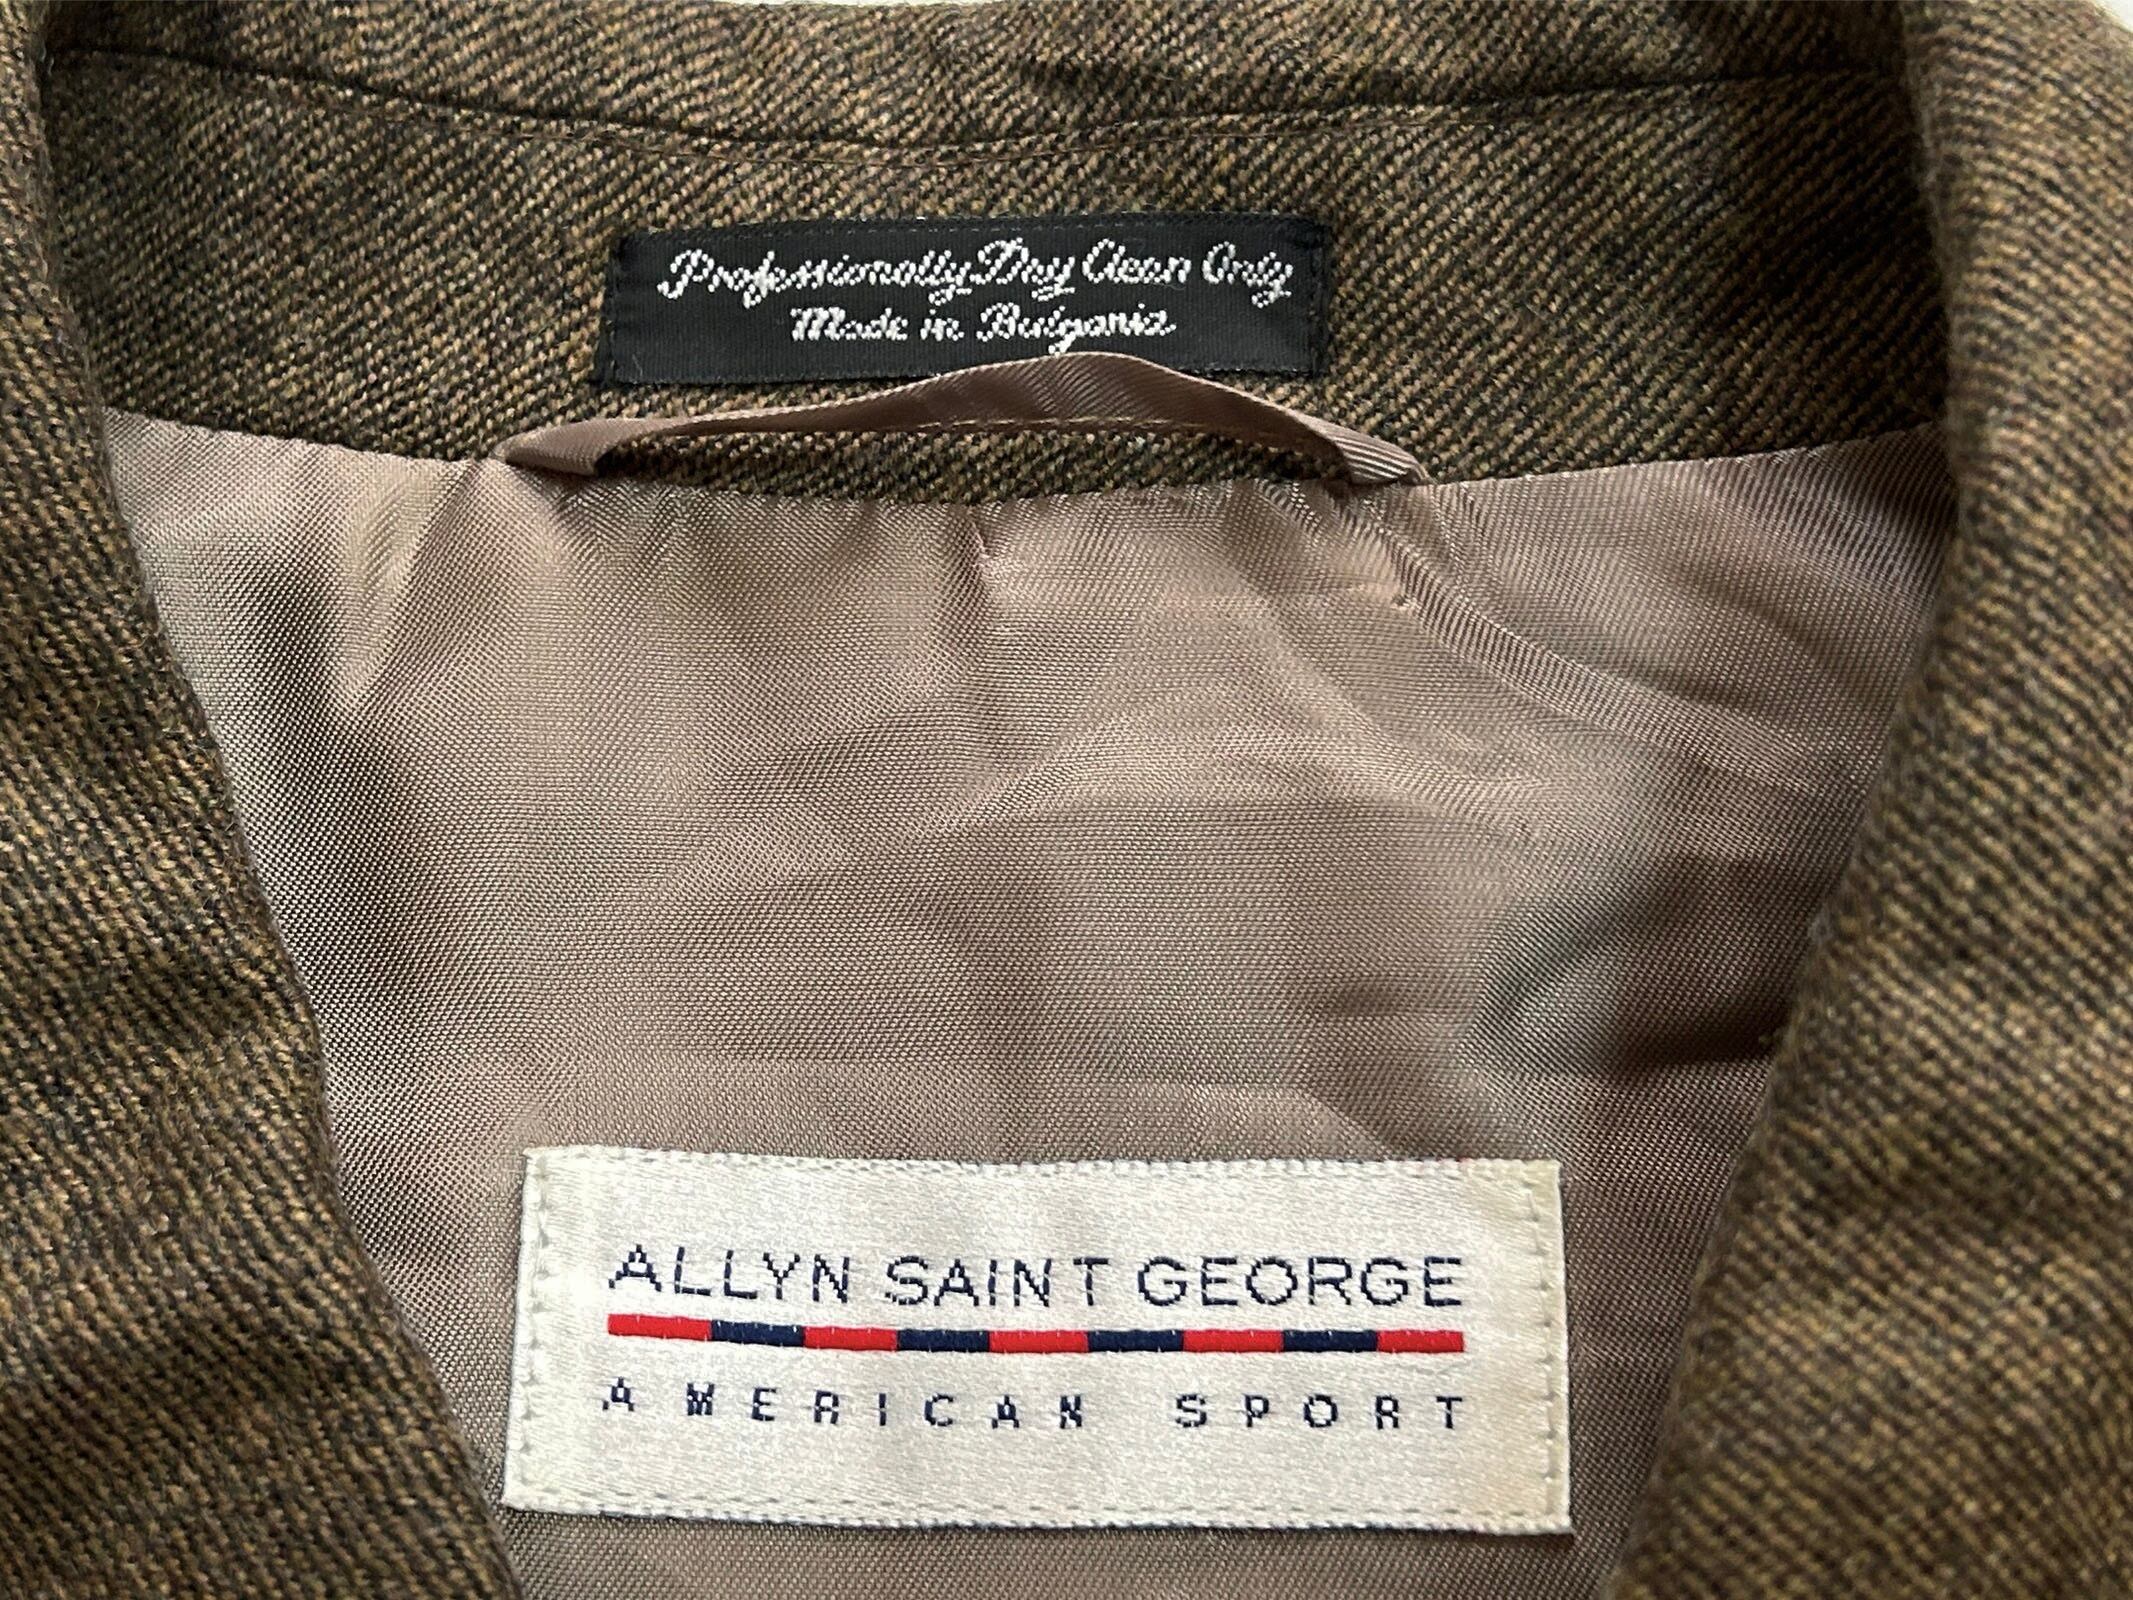 Professionally Dry Clean Only
Made in Bulgaria
ALLYN SAINT GEORGE
AMERICAN SPORT